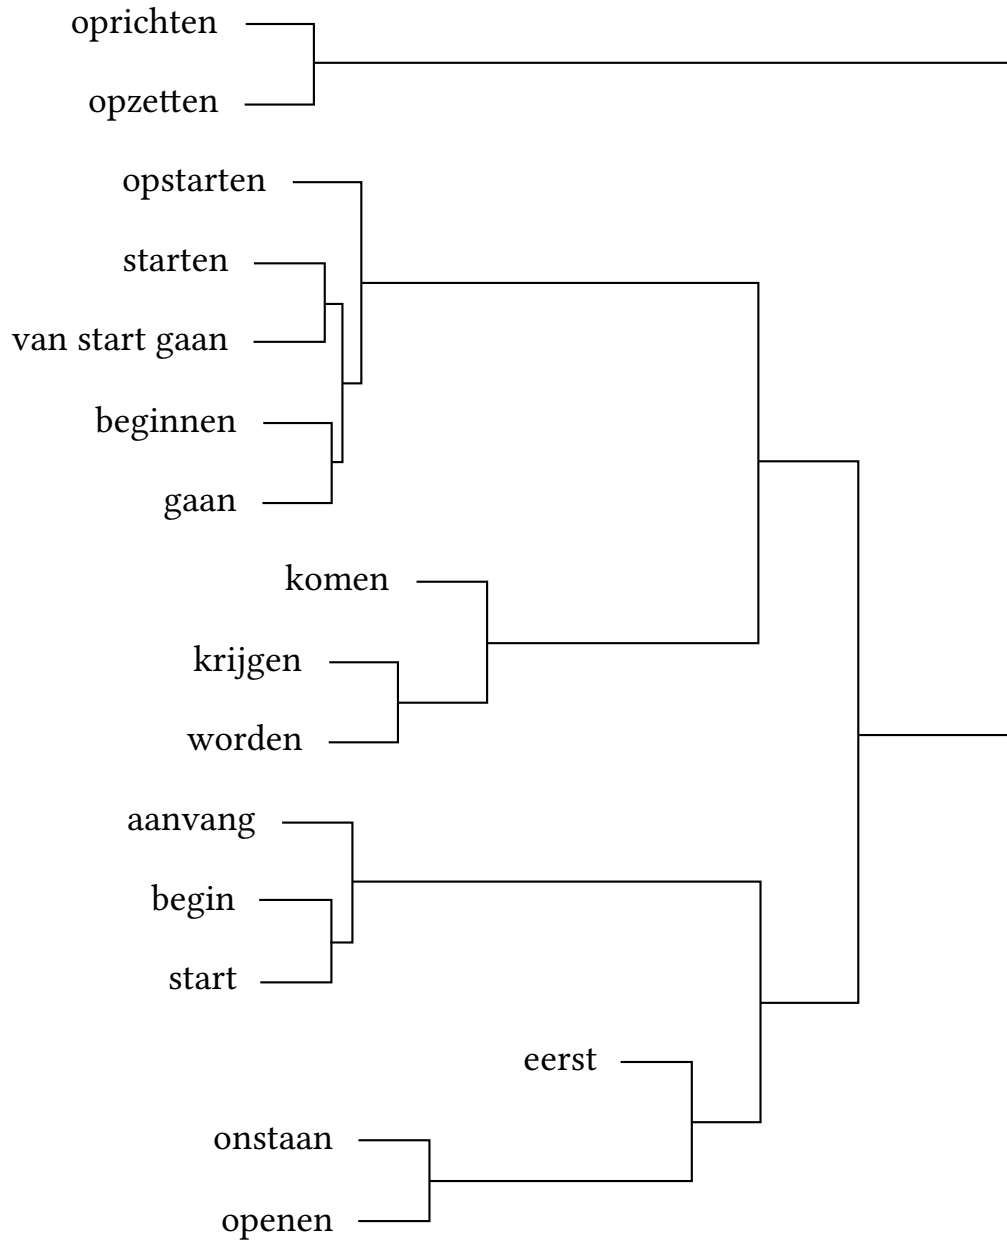 oprichten
opzetten
opstarten
starten
van start gaan
beginnen
gaan
komen
krijgen
worden
aanvang
begin
start
eerst
onstaan
openen